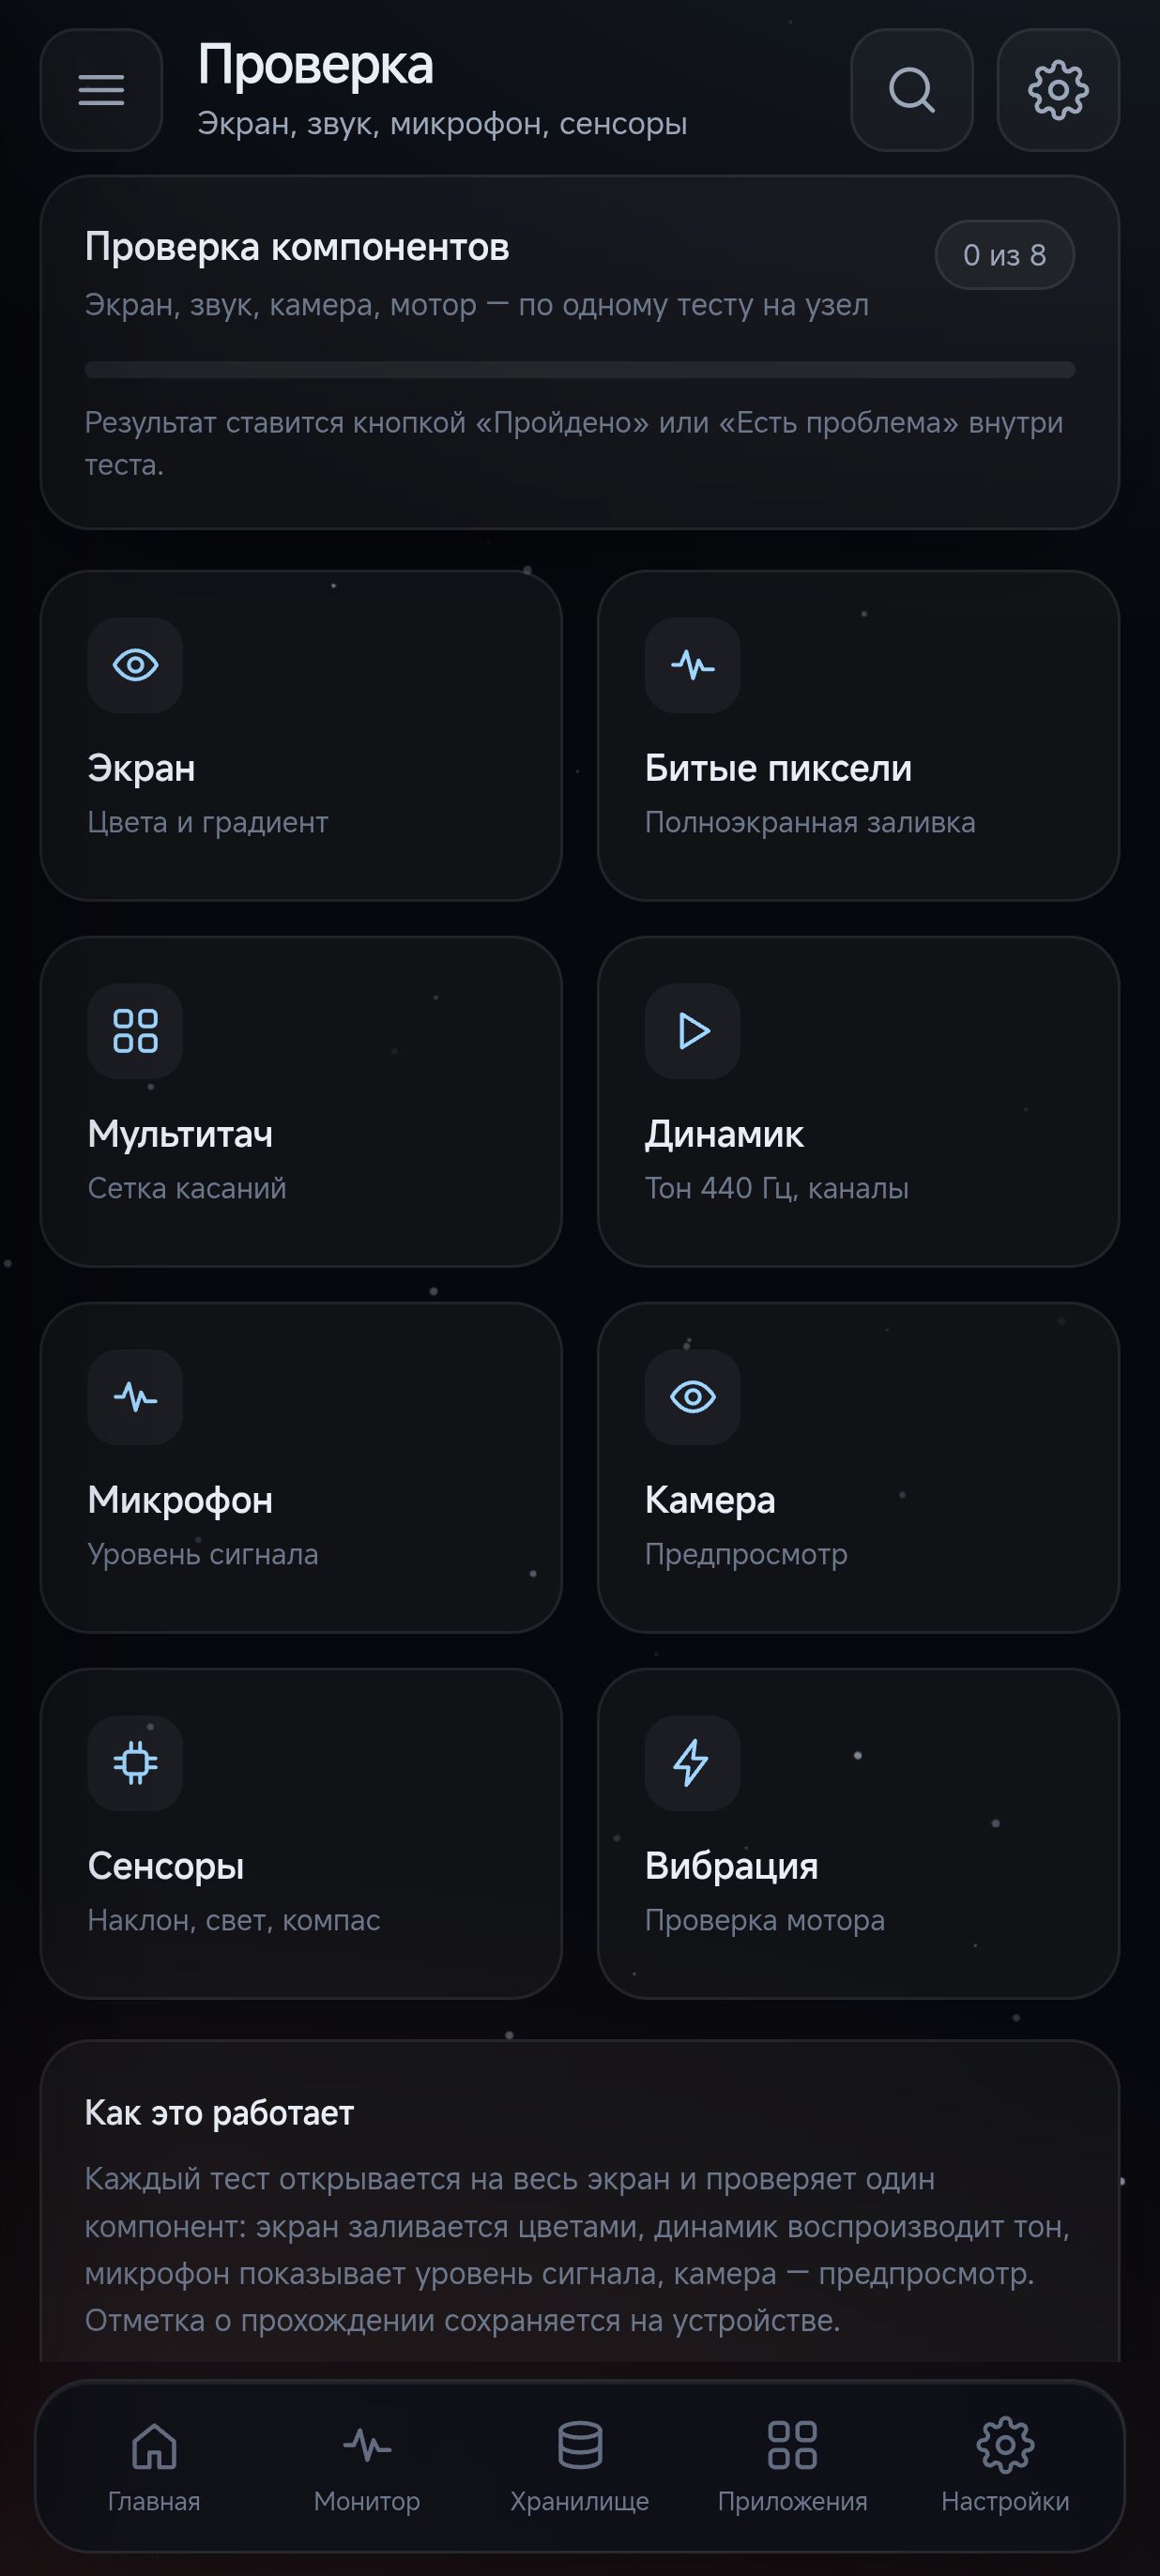 Проверка
Экран, звук, микрофон, сенсоры
Проверка компонентов
0 из 8
Экран, звук, камера, мотор — по одному тесту на узел
Результат ставится кнопкой «Пройдено» или «Есть проблема» внутри
теста.
Экран
Цвета и градиент
Битые пиксели
Полноэкранная заливка
Мультитач
Сетка касаний
Динамик
Тон 440 Гц, каналы
Микрофон
Уровень сигнала
Камера
Предпросмотр
Сенсоры
Наклон, свет, компас
Вибрация
Проверка мотора
Как это работает
Каждый тест открывается на весь экран и проверяет один
компонент: экран заливается цветами, динамик воспроизводит тон,
микрофон показывает уровень сигнала, камера — предпросмотр.
Отметка о прохождении сохраняется на устройстве.
Главная
Монитор
Хранилище
Приложения
Настройки